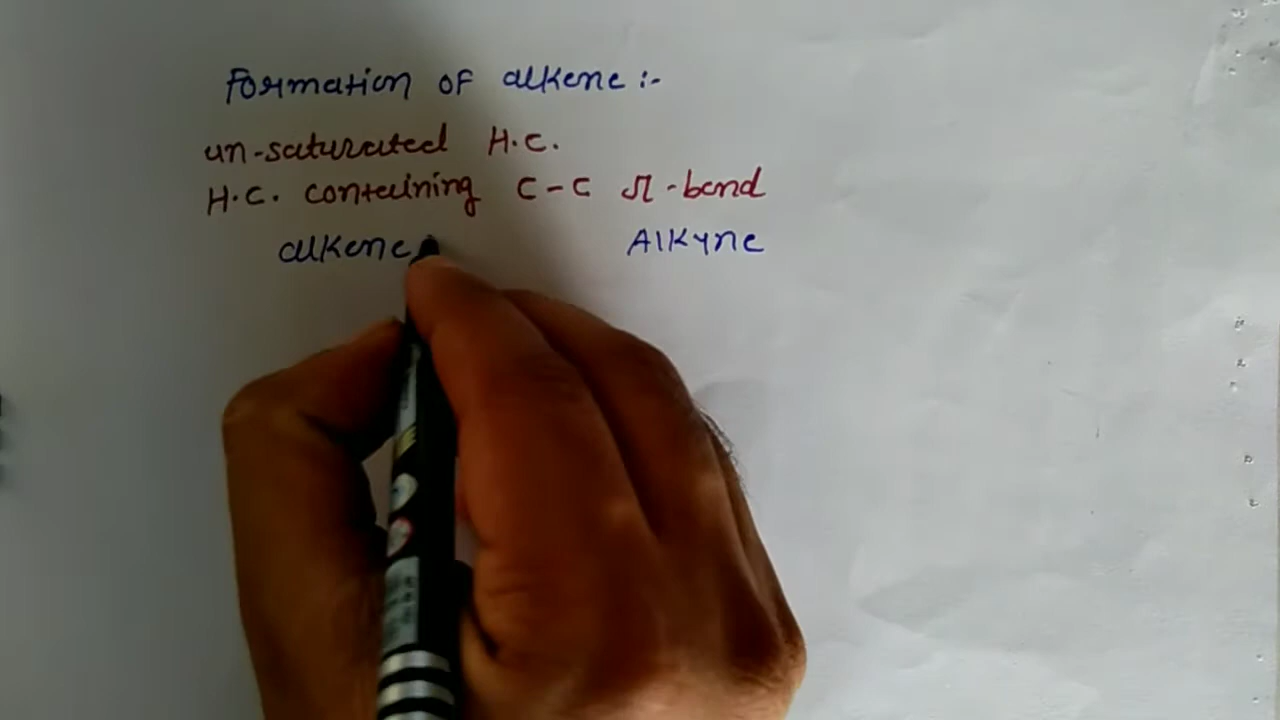 Formation of alkene :-
un-saturated H.C.
H.C. containing C-C π-bond
alkene Alkyne